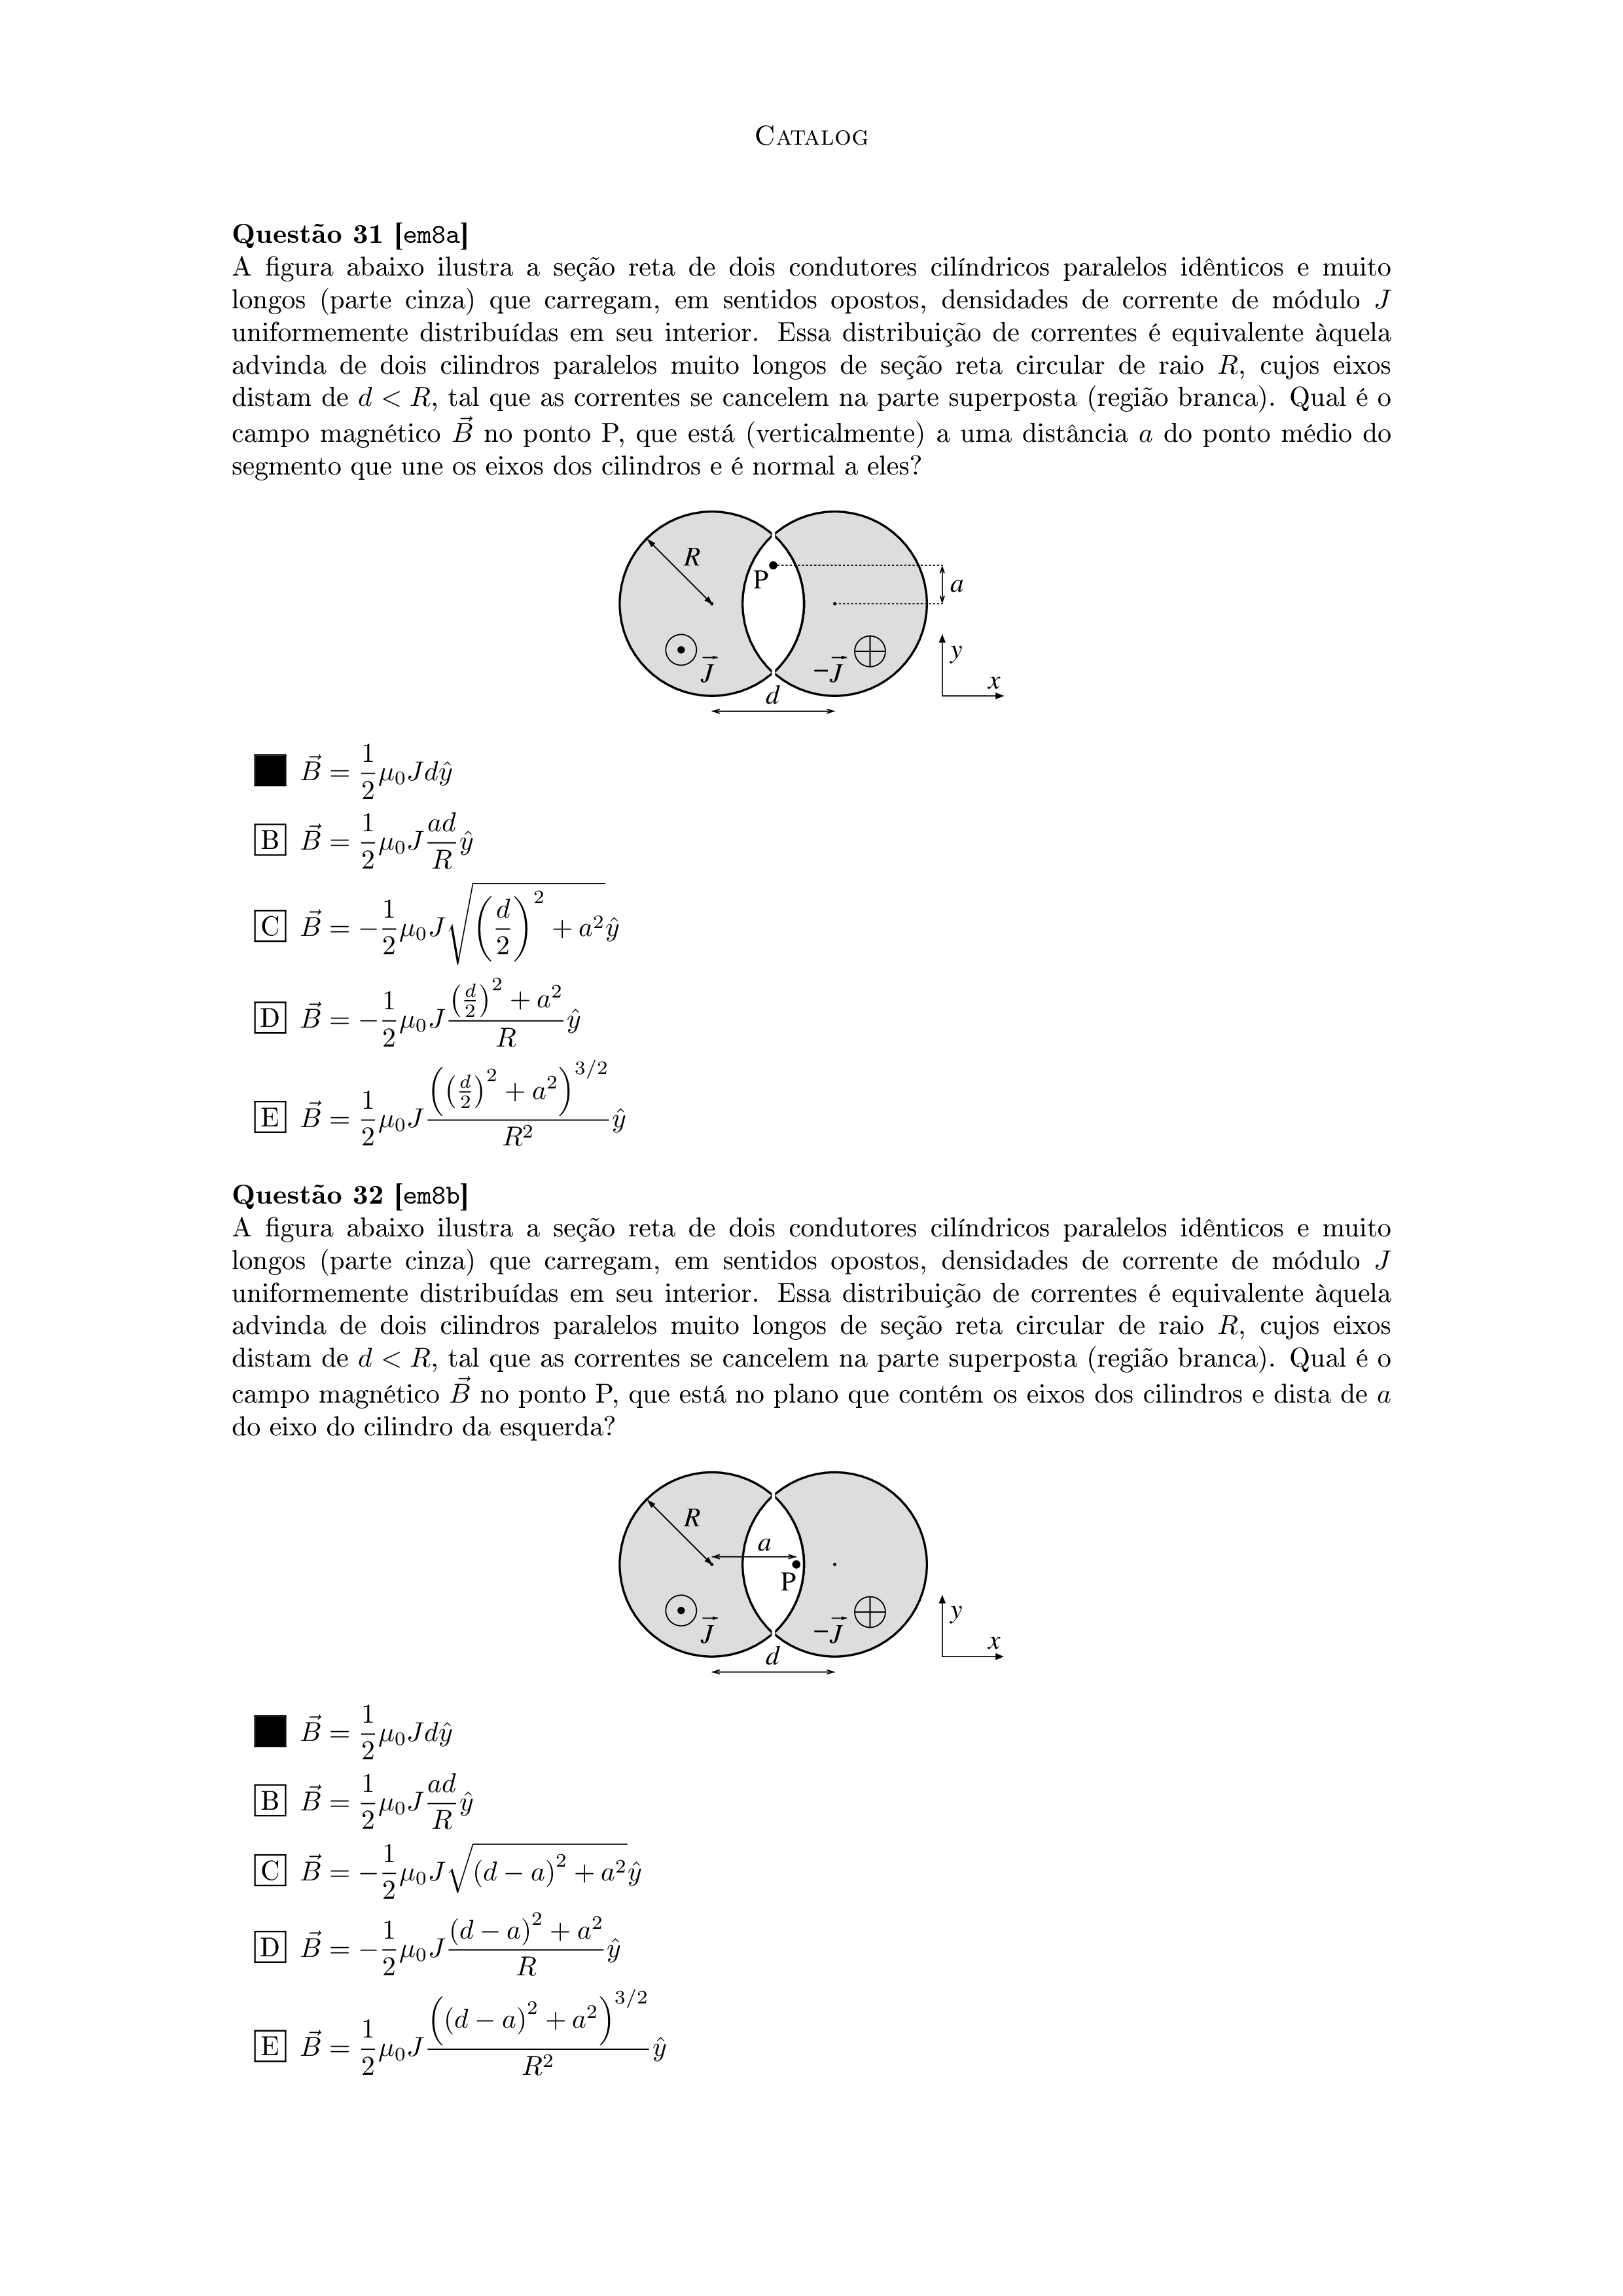 CATALOG
Questão 31 [em8a]
A figura abaixo ilustra a seção reta de dois condutores cilíndricos paralelos idênticos e muito
longos (parte cinza) que carregam, em sentidos opostos, densidades de corrente de módulo J
uniformemente distribuídas em seu interior. Essa distribuição de correntes é equivalente àquela
advinda de dois cilindros paralelos muito longos de seção reta circular de raio R, cujos eixos
distam de d < R, tal que as correntes se cancelem na parte superposta (região branca). Qual é o
campo magnético $\vec{B}$ no ponto P, que está (verticalmente) a uma distância a do ponto médio do
segmento que une os eixos dos cilindros e é normal a eles?
R
P
a
$\vec{J}$
$-\vec{J}$
y
x
d
$\vec{B} = \frac{1}{2}\mu_0 J d \hat{y}$
B $\vec{B} = \frac{1}{2}\mu_0 J \frac{ad}{R} \hat{y}$
C $\vec{B} = -\frac{1}{2}\mu_0 J \sqrt{\left(\frac{d}{2}\right)^2 + a^2} \hat{y}$
D $\vec{B} = -\frac{1}{2}\mu_0 J \frac{\left(\frac{d}{2}\right)^2 + a^2}{R} \hat{y}$
E $\vec{B} = \frac{1}{2}\mu_0 J \frac{\left(\left(\frac{d}{2}\right)^2 + a^2\right)^{3/2}}{R^2} \hat{y}$
Questão 32 [em8b]
A figura abaixo ilustra a seção reta de dois condutores cilíndricos paralelos idênticos e muito
longos (parte cinza) que carregam, em sentidos opostos, densidades de corrente de módulo J
uniformemente distribuídas em seu interior. Essa distribuição de correntes é equivalente àquela
advinda de dois cilindros paralelos muito longos de seção reta circular de raio R, cujos eixos
distam de d < R, tal que as correntes se cancelem na parte superposta (região branca). Qual é o
campo magnético $\vec{B}$ no ponto P, que está no plano que contém os eixos dos cilindros e dista de a
do eixo do cilindro da esquerda?
R
a
P
$\vec{J}$
$-\vec{J}$
y
x
d
$\vec{B} = \frac{1}{2}\mu_0 J d \hat{y}$
B $\vec{B} = \frac{1}{2}\mu_0 J \frac{ad}{R} \hat{y}$
C $\vec{B} = -\frac{1}{2}\mu_0 J \sqrt{(d-a)^2 + a^2} \hat{y}$
D $\vec{B} = -\frac{1}{2}\mu_0 J \frac{(d-a)^2 + a^2}{R} \hat{y}$
E $\vec{B} = \frac{1}{2}\mu_0 J \frac{\left((d-a)^2 + a^2\right)^{3/2}}{R^2} \hat{y}$